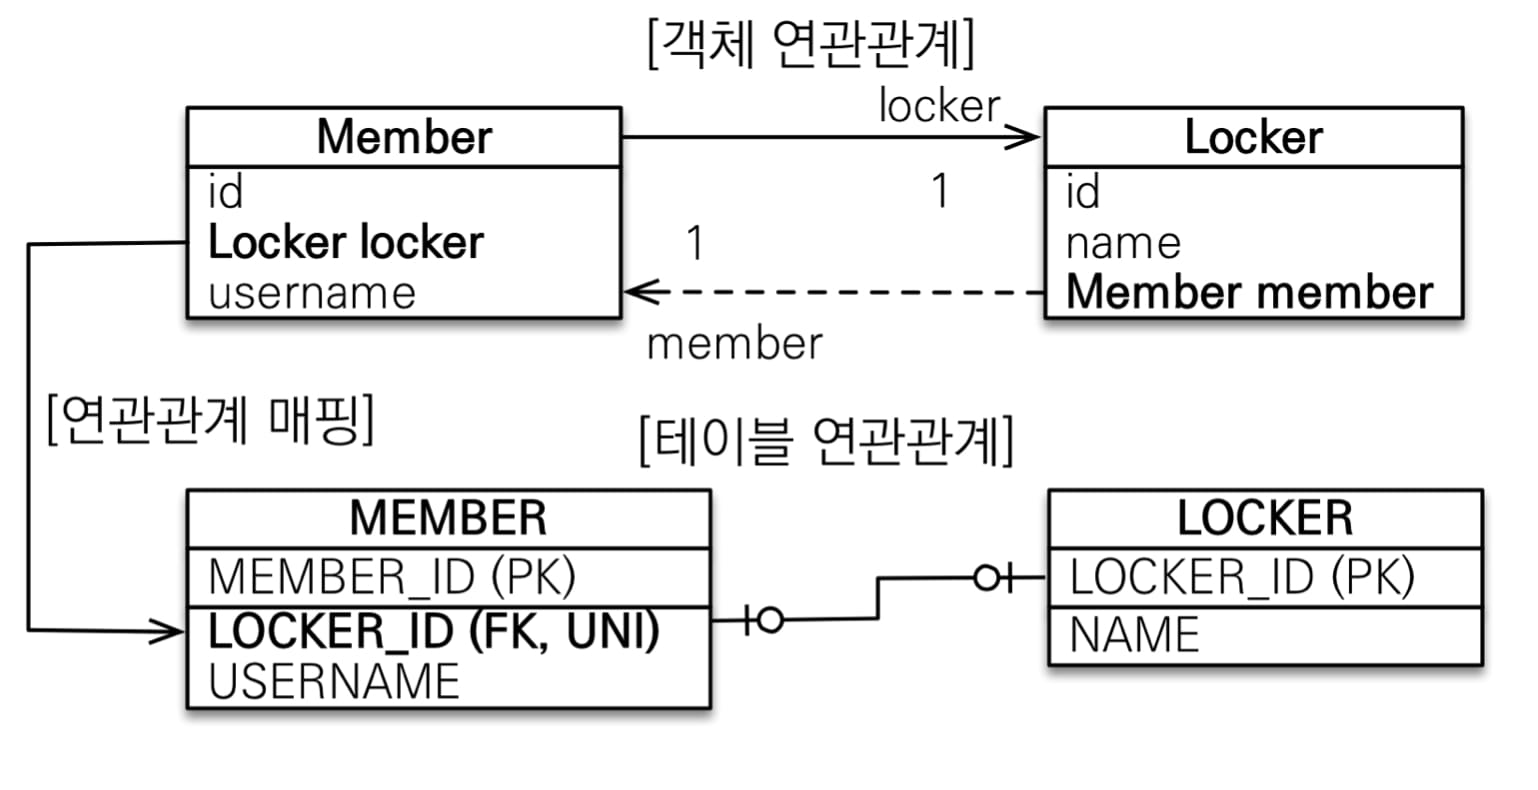 [객체 연관관계]
locker
Member
Locker
id
Locker locker
username
1
1
id
name
Member member
member
[연관관계 매핑]
[테이블 연관관계]
MEMBER
MEMBER_ID (PK)
LOCKER_ID (FK, UNI)
USERNAME
LOCKER
LOCKER_ID (PK)
NAME